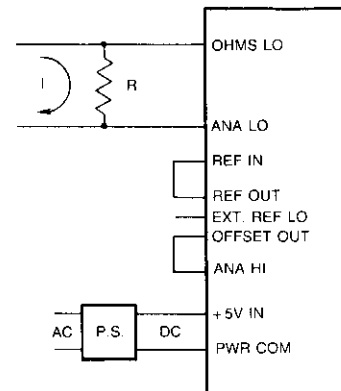 OHMS LO
I
R
ANA LO
REF IN
REF OUT
EXT. REF LO
OFFSET OUT
ANA HI
+5V IN
AC P.S. DC
PWR COM